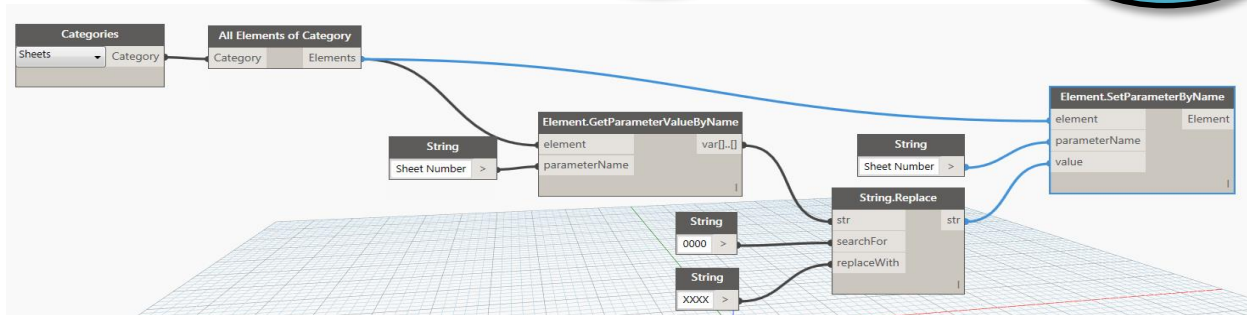 Categories
Sheets Category
All Elements of Category
Category Elements
String
Sheet Number >
Element.GetParameterValueByName
element var[]..[]
parameterName
l
String
0000 >
String
XXXX >
String.Replace
str str
searchFor
replaceWith
l
String
Sheet Number >
Element.SetParameterByName
element Element
parameterName
value
l